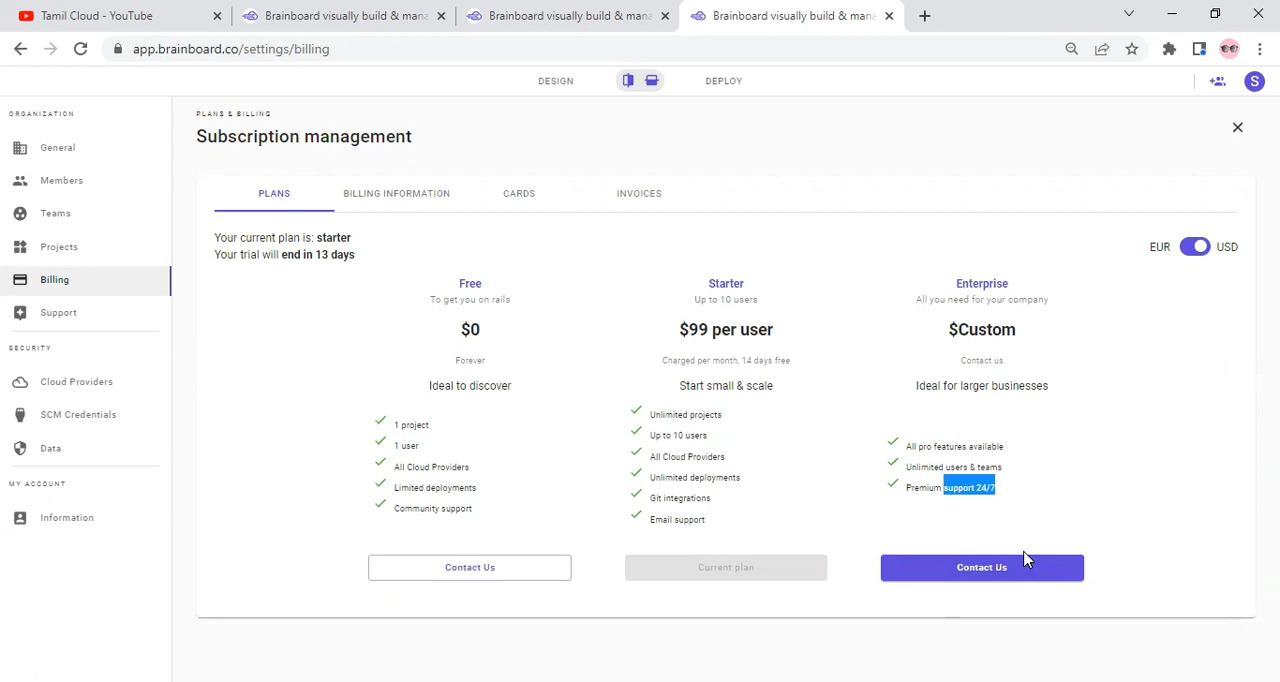 Tamil Cloud - YouTube
Brainboard visually build & mana
Brainboard visually build & mana
Brainboard visually build & mana
app.brainboard.co/settings/billing
DESIGN
DEPLOY
S
ORGANIZATION
General
Members
Teams
Projects
Billing
Support
SECURITY
Cloud Providers
SCM Credentials
Data
MY ACCOUNT
Information
PLANS & BILLING
Subscription management
PLANS
BILLING INFORMATION
CARDS
INVOICES
Your current plan is: starter
Your trial will end in 13 days
EUR
USD
Free
To get you on rails
$0
Forever
Ideal to discover
1 project
1 user
All Cloud Providers
Limited deployments
Community support
Contact Us
Starter
Up to 10 users
$99 per user
Charged per month, 14 days free
Start small & scale
Unlimited projects
Up to 10 users
All Cloud Providers
Unlimited deployments
Git integrations
Email support
Current plan
Enterprise
All you need for your company
$Custom
Contact us
Ideal for larger businesses
All pro features available
Unlimited users & teams
Premium support 24/7
Contact Us